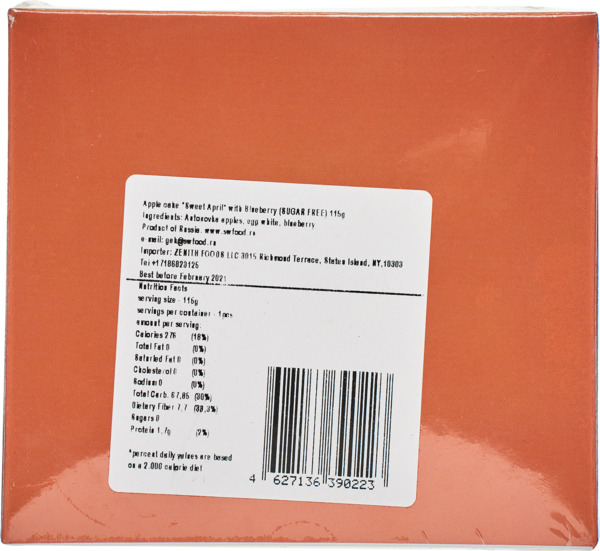 Apple cake "Sweet April" with Blueberry (SUGAR FREE) 115g
Ingredients: Antonovka apples, egg white, blueberry
Product of Russia. www.swfood.ru
e-mail: gek@swfood.ru
Importer: ZENITH FOODS LLC 3015 Richmond Terrace, Staten Island, NY,10303
Tel +17186029125
Best before February 2021
Nutrition Facts
serving size - 115g
servings per container - 1pcs
amount per serving:
Calories 276 (18%)
Total Fat 0 (0%)
Saturied Fat 0 (0%)
Cholesterol 0 (0%)
Sodium 0 (0%)
Total Carb. 67,85 (30%)
Dietary Fiber 7,7 (39,3%)
Sugars 0
Protein 1,7g (2%)
*percent daily values are based
on a 2.000 calorie diet
4 627136 390223